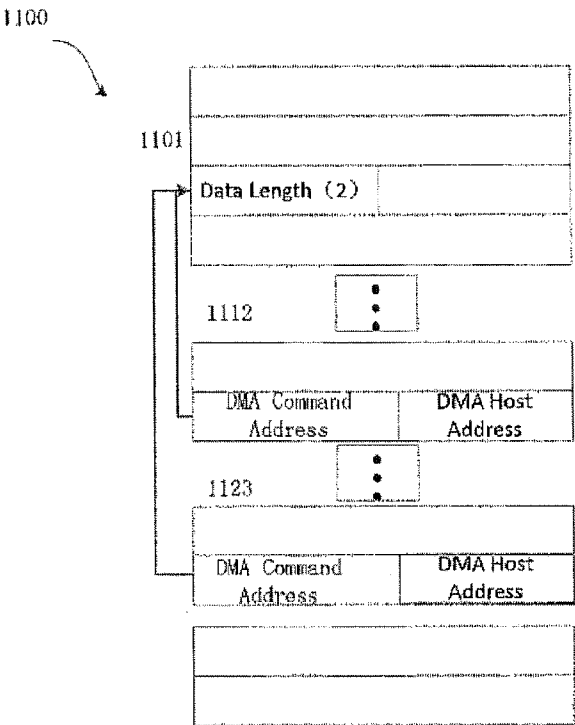 1100
1101
Data Length (2)
1112
DMA Command
Address
DMA Host
Address
1123
DMA Command
Address
DMA Host
Address